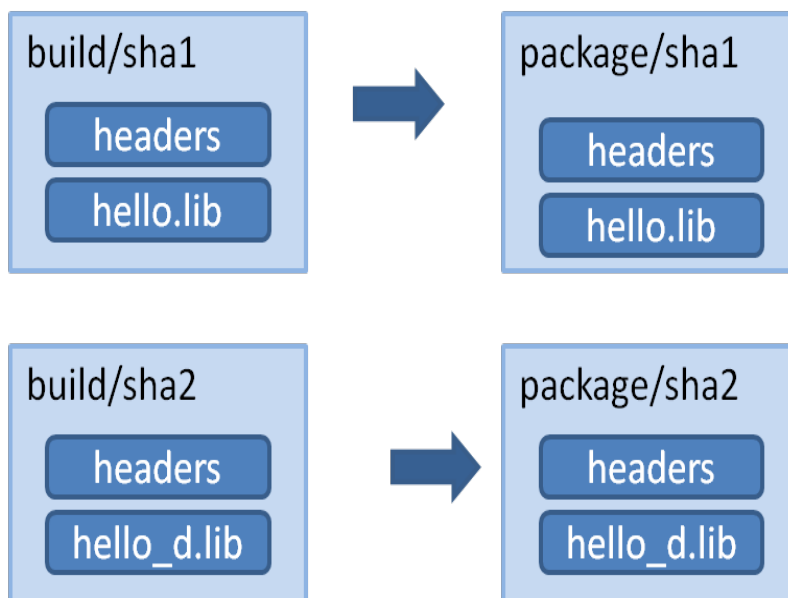 build/sha1
headers
hello.lib
package/sha1
headers
hello.lib
build/sha2
headers
hello_d.lib
package/sha2
headers
hello_d.lib